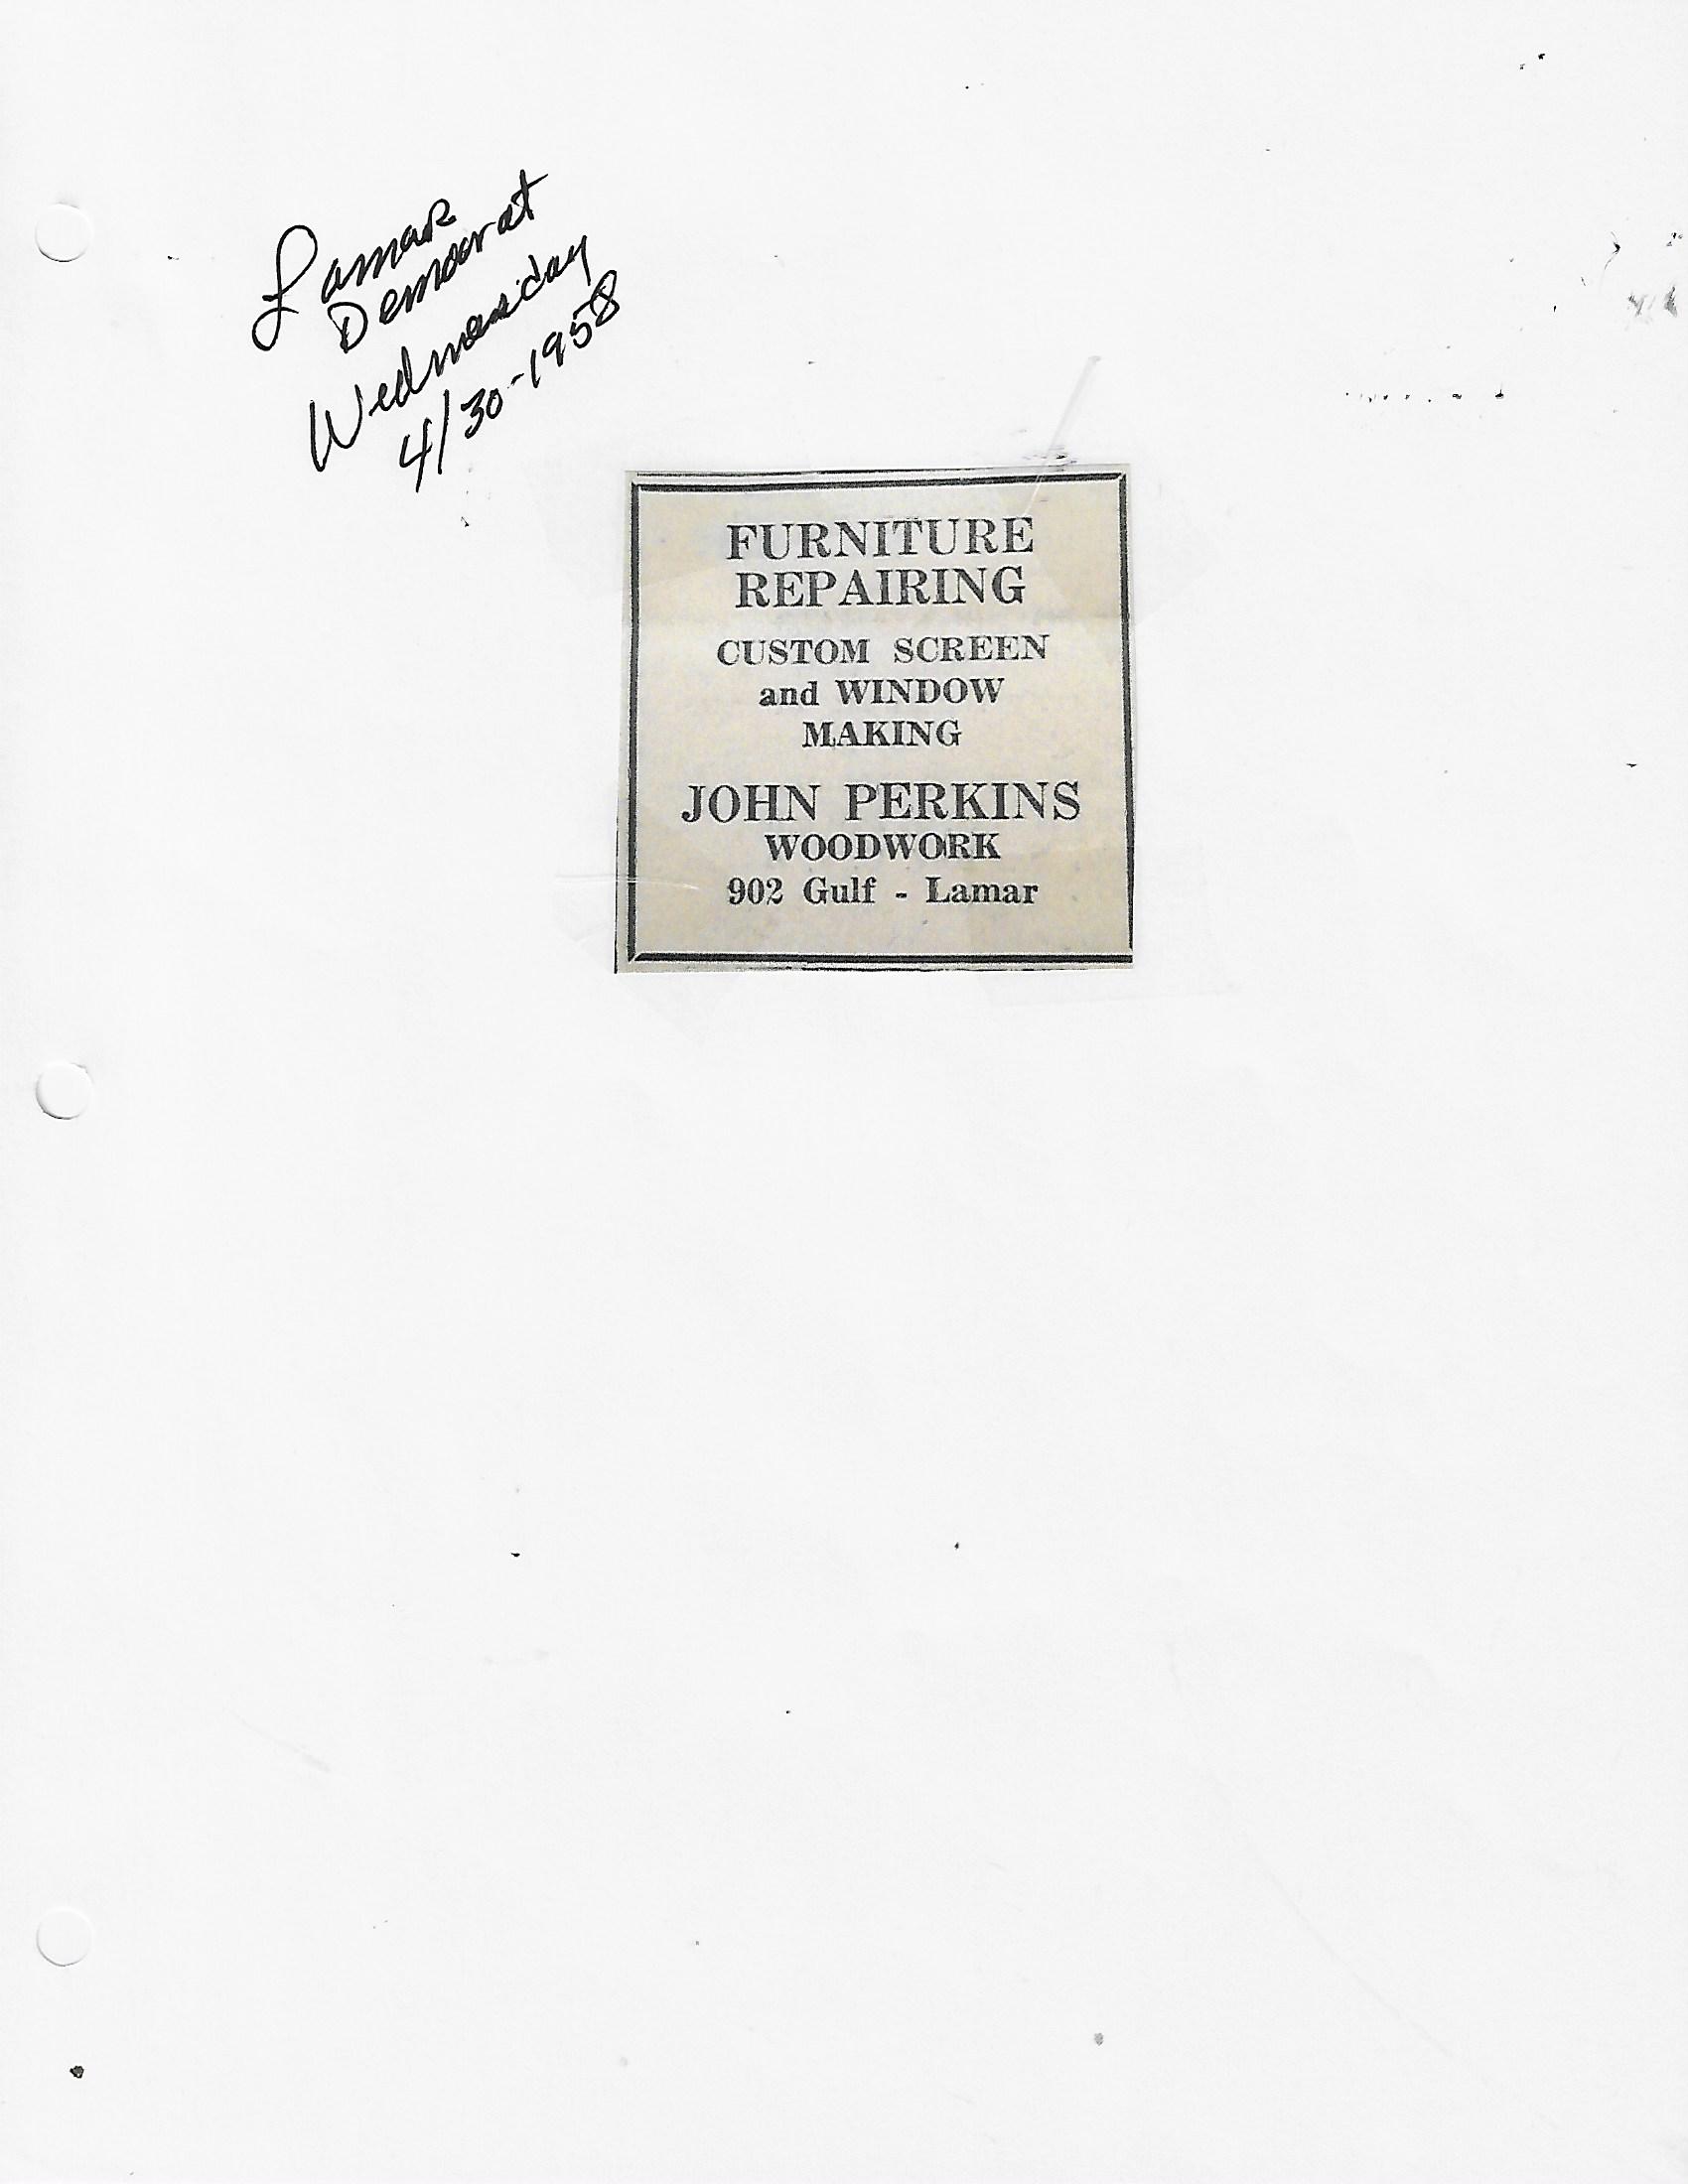 Lamar
Democrat
Wednesday
4/30-1958
FURNITURE
REPAIRING
CUSTOM SCREEN
and WINDOW
MAKING
JOHN PERKINS
WOODWORK
902 Gulf - Lamar